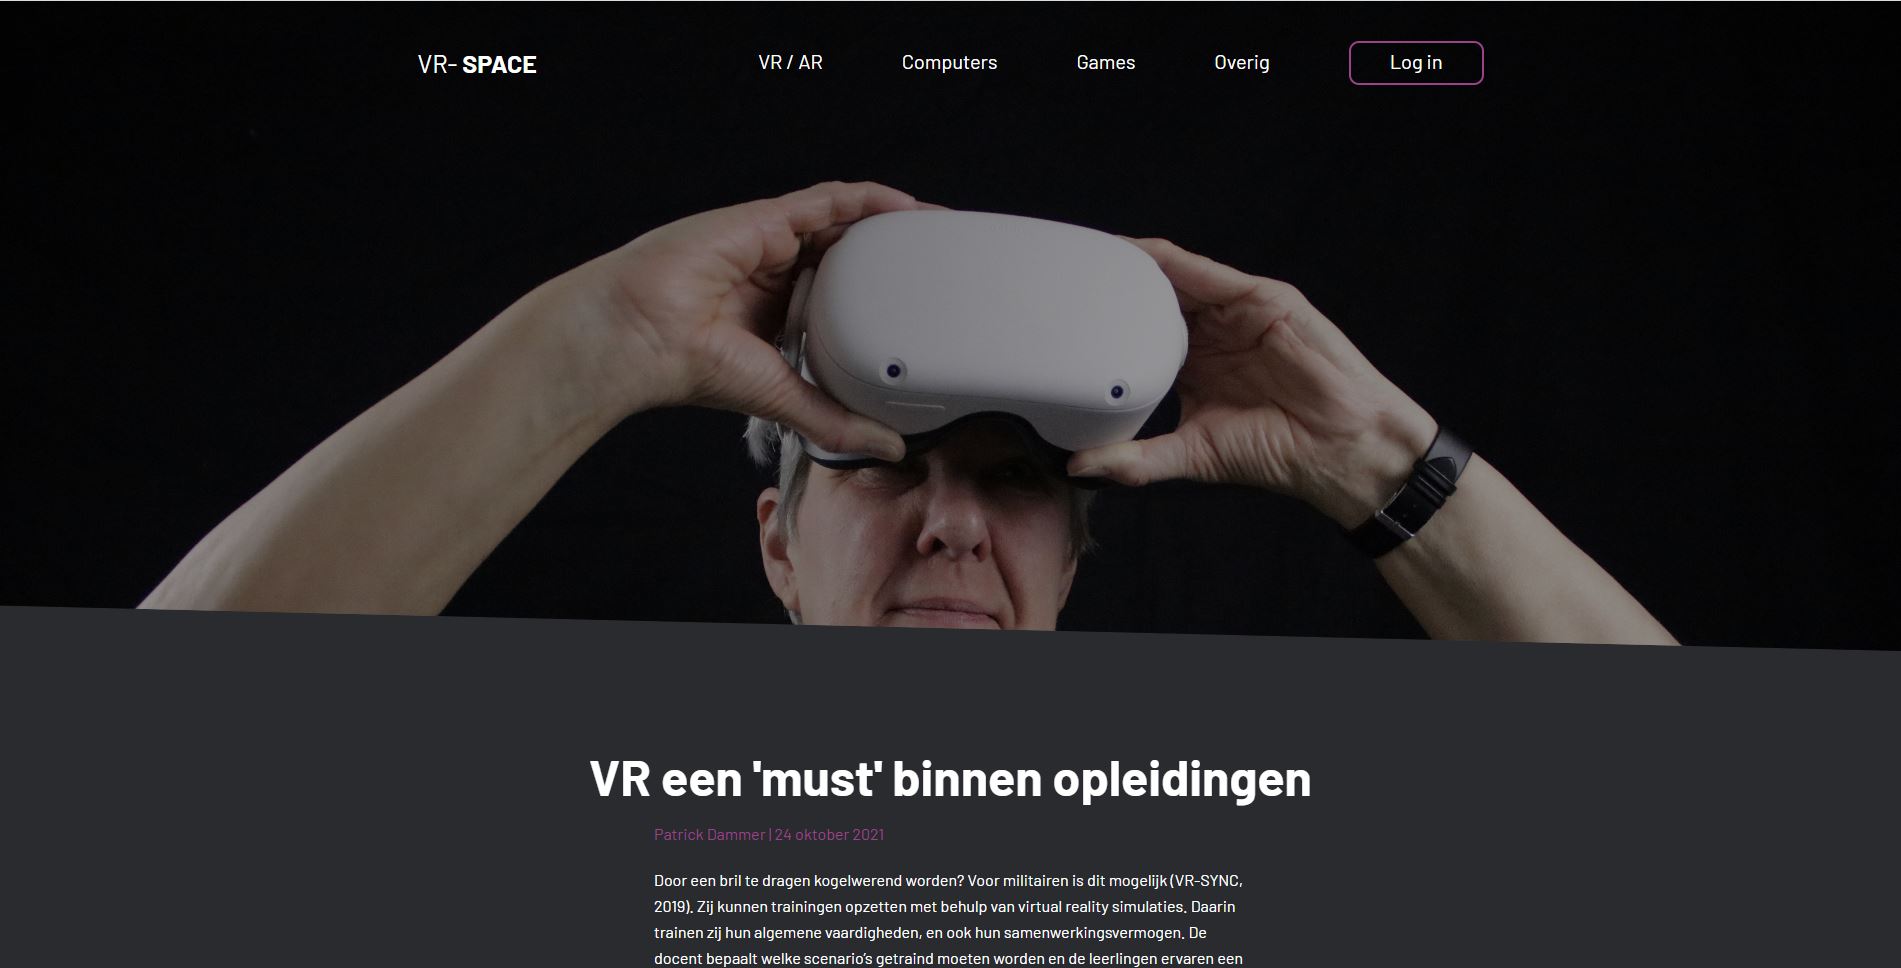 VR- SPACE
VR / AR
Computers
Games
Overig
Log in
VR een 'must' binnen opleidingen
Patrick Dammer | 24 oktober 2021
Door een bril te dragen kogelwerend worden? Voor militairen is dit mogelijk (VR-SYNC,
2019). Zij kunnen trainingen opzetten met behulp van virtual reality simulaties. Daarin
trainen zij hun algemene vaardigheden, en ook hun samenwerkingsvermogen. De
docent bepaalt welke scenario's getraind moeten worden en de leerlingen ervaren een